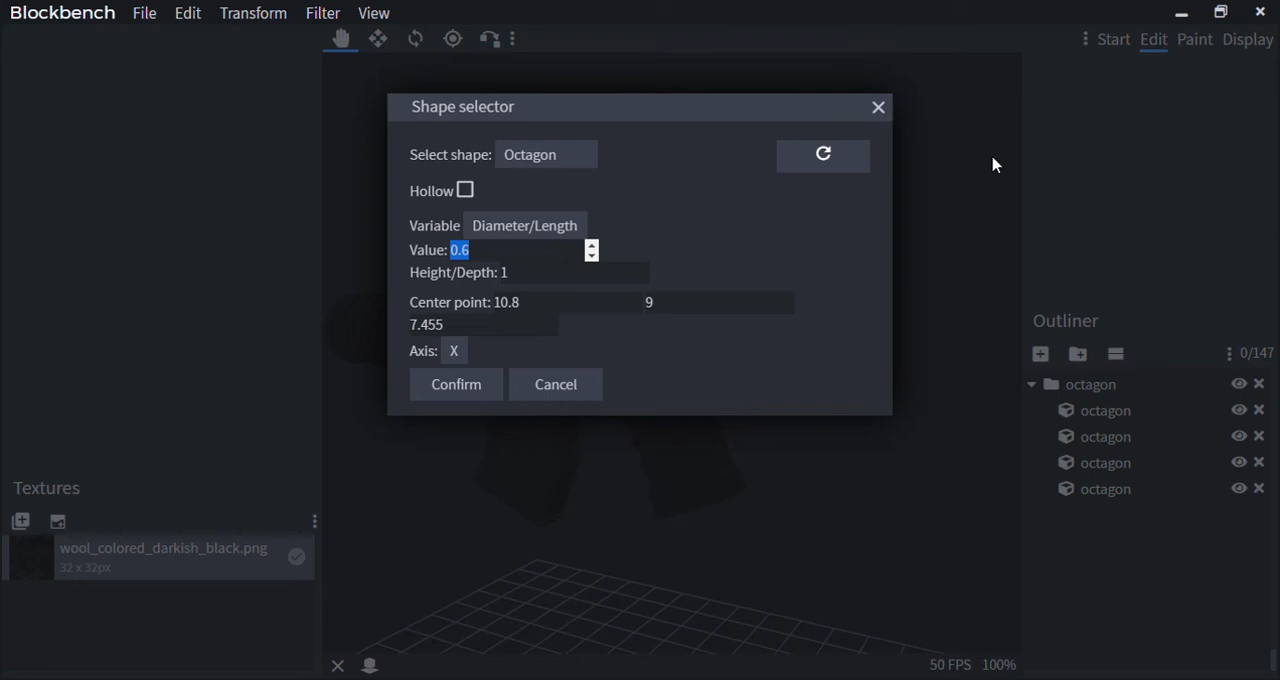 Blockbench File Edit Transform Filter View
Start Edit Paint Display
Shape selector
Select shape: Octagon
Hollow
Variable Diameter/Length
Value: 0.6
Height/Depth: 1
Center point: 10.8 9
7.455
Axis: X
Confirm Cancel
Outliner
0/147
octagon
octagon
octagon
octagon
octagon
Textures
wool_colored_darkish_black.png
32 x 32px
50 FPS 100%